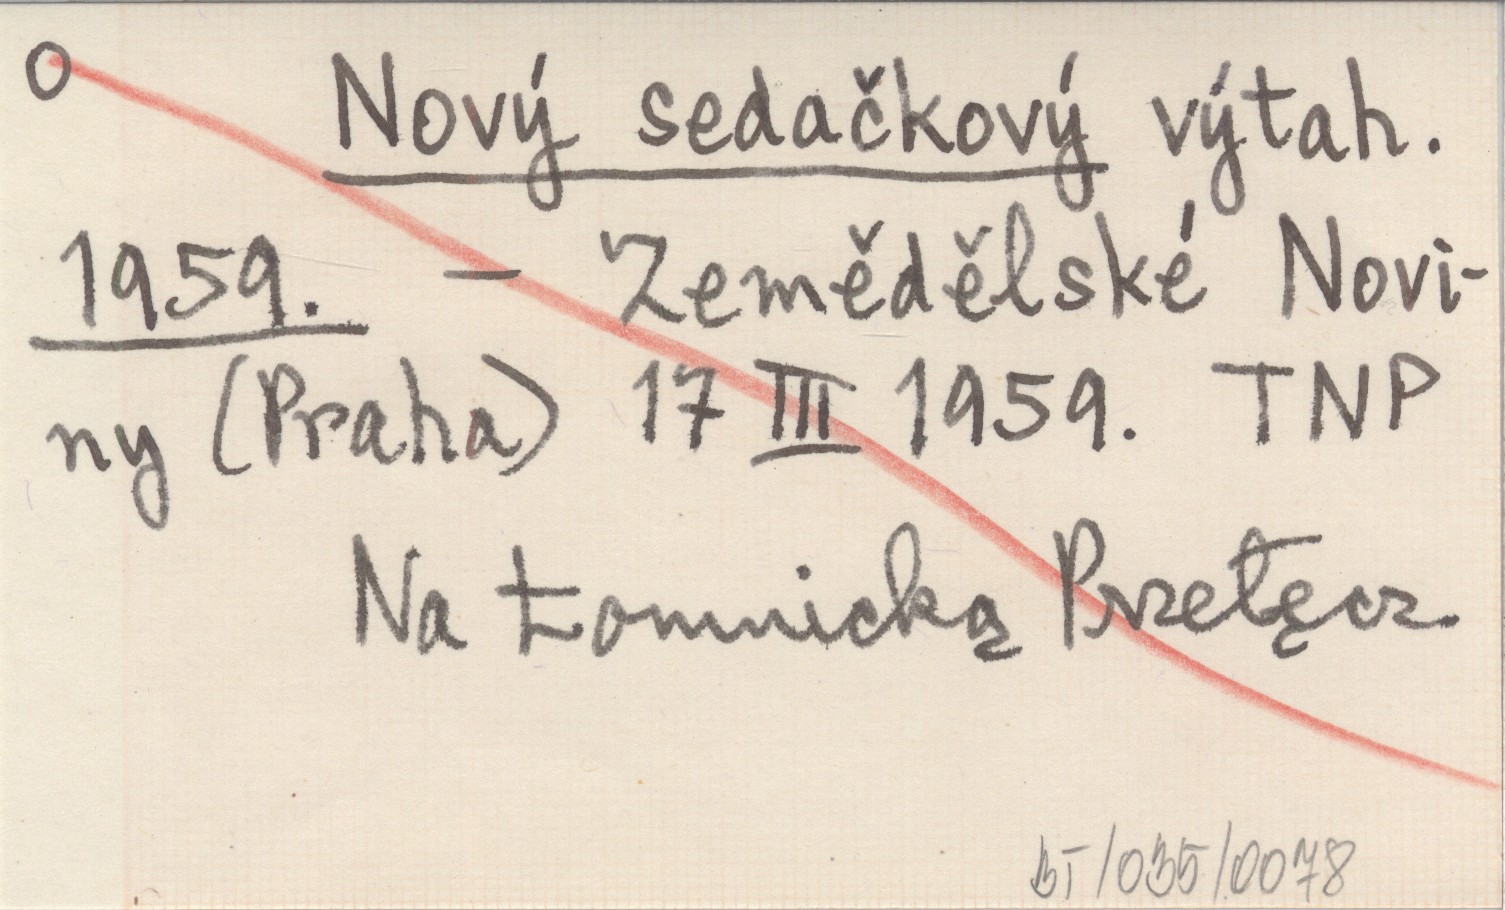 O Nový sedačkový výtah.
1959. – Zemědělské Novi-
ny (Praha) 17 III 1959. TNP
Na Łomnicką Przełęcz.
BT/035/0078